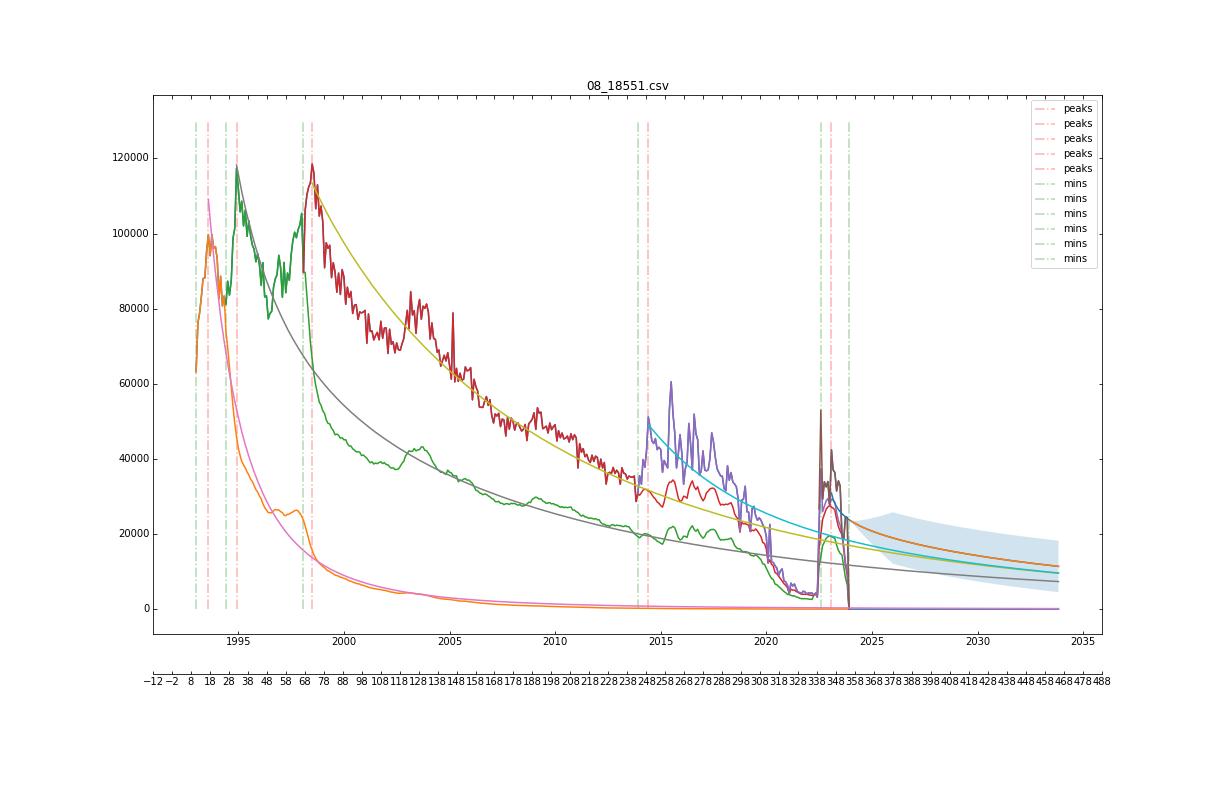 08_18551.csv
peaks
peaks
peaks
peaks
peaks
mins
mins
mins
mins
mins
mins
120000
100000
80000
60000
40000
20000
0
1995 2000 2005 2010 2015 2020 2025 2030 2035
−12 −2 8 18 28 38 48 58 68 78 88 98 108 118 128 138 148 158 168 178 188 198 208 218 228 238 248 258 268 278 288 298 308 318 328 338 348 358 368 378 388 398 408 418 428 438 448 458 468 478 488